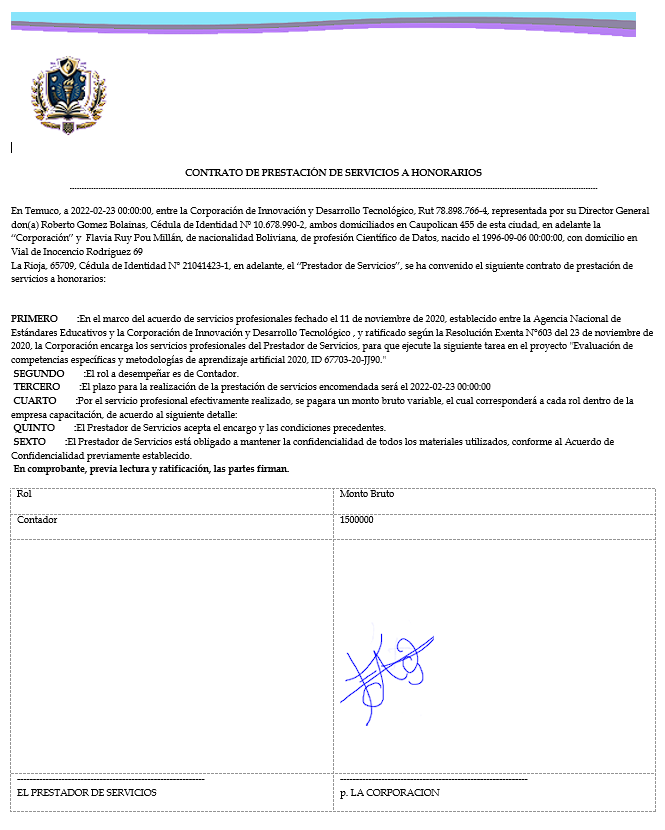 CONTRATO DE PRESTACIÓN DE SERVICIOS A HONORARIOS
En Temuco, a 2022-02-23 00:00:00, entre la Corporación de Innovación y Desarrollo Tecnológico, Rut 78.898.766-4, representada por su Director General
don(a) Roberto Gomez Bolainas, Cédula de Identidad Nº 10.678.990-2, ambos domiciliados en Caupolican 455 de esta ciudad, en adelante la
“Corporación” y Flavia Ruy Pou Millán, de nacionalidad Boliviana, de profesión Científico de Datos, nacido el 1996-09-06 00:00:00, con domicilio en
Vial de Inocencio Rodriguez 69
La Rioja, 65709, Cédula de Identidad N° 21041423-1, en adelante, el “Prestador de Servicios”, se ha convenido el siguiente contrato de prestación de
servicios a honorarios:
PRIMERO :En el marco del acuerdo de servicios profesionales fechado el 11 de noviembre de 2020, establecido entre la Agencia Nacional de
Estándares Educativos y la Corporación de Innovación y Desarrollo Tecnológico , y ratificado según la Resolución Exenta N°603 del 23 de noviembre de
2020, la Corporación encarga los servicios profesionales del Prestador de Servicios, para que ejecute la siguiente tarea en el proyecto "Evaluación de
competencias específicas y metodologías de aprendizaje artificial 2020, ID 67703-20-JJ90."
SEGUNDO :El rol a desempeñar es de Contador.
TERCERO :El plazo para la realización de la prestación de servicios encomendada será el 2022-02-23 00:00:00
CUARTO :Por el servicio profesional efectivamente realizado, se pagara un monto bruto variable, el cual corresponderá a cada rol dentro de la
empresa capacitación, de acuerdo al siguiente detalle:
QUINTO :El Prestador de Servicios acepta el encargo y las condiciones precedentes.
SEXTO :El Prestador de Servicios está obligado a mantener la confidencialidad de todos los materiales utilizados, conforme al Acuerdo de
Confidencialidad previamente establecido.
En comprobante, previa lectura y ratificación, las partes firman.
Rol Monto Bruto
Contador 1500000
EL PRESTADOR DE SERVICIOS p. LA CORPORACION